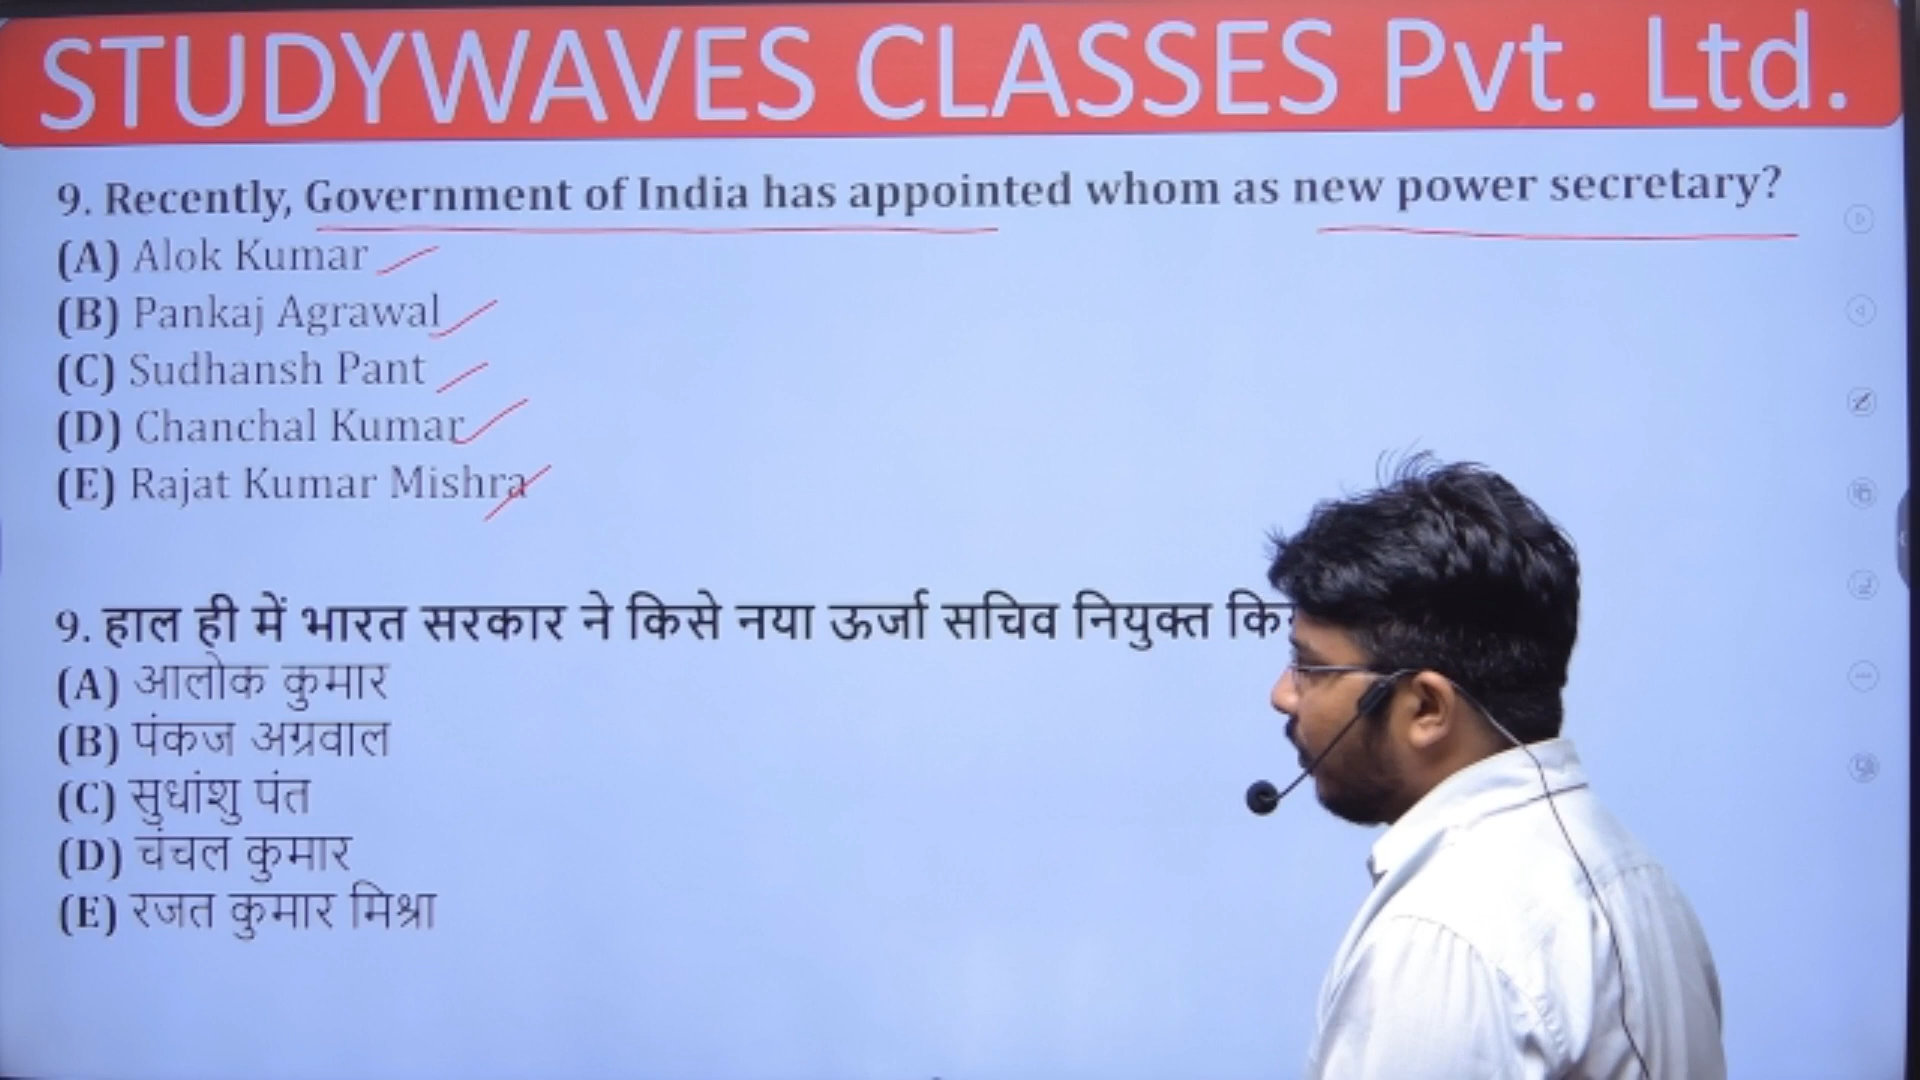 STUDYWAVES CLASSES Pvt. Ltd.
9. Recently, Government of India has appointed whom as new power secretary?
(A) Alok Kumar
(B) Pankaj Agrawal
(C) Sudhansh Pant
(D) Chanchal Kumar
(E) Rajat Kumar Mishra
9. हाल ही में भारत सरकार ने किसे नया ऊर्जा सचिव नियुक्त
(A) आलोक कुमार
(B) पंकज अग्रवाल
(C) सुधांशु पंत
(D) चंचल कुमार
(E) रजत कुमार मिश्रा